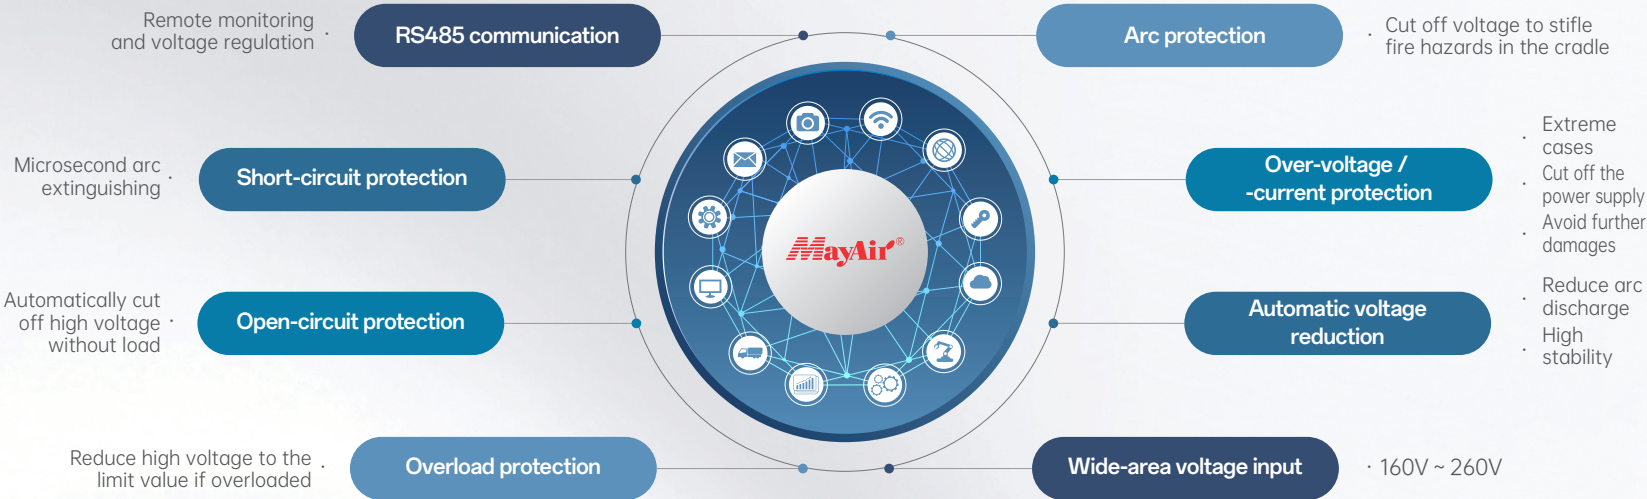 Remote monitoring
and voltage regulation ·
RS485 communication
Short-circuit protection
Microsecond arc ·
extinguishing
Open-circuit protection
Automatically cut
off high voltage ·
without load
Overload protection
Reduce high voltage to the ·
limit value if overloaded
MayAir®
Arc protection
· Cut off voltage to stifle
fire hazards in the cradle
Over-voltage /
-current protection
· Extreme
cases
· Cut off the
power supply
· Avoid further
damages
Automatic voltage
reduction
· Reduce arc
discharge
· High
stability
Wide-area voltage input
· 160V ~ 260V